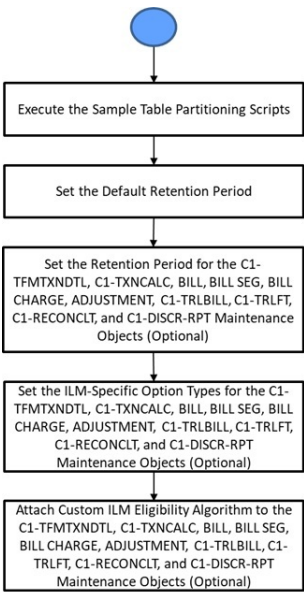 Execute the Sample Table Partitioning Scripts
Set the Default Retention Period
Set the Retention Period for the C1-
TFMTXNDTL, C1-TXNCALC, BILL, BILL SEG, BILL
CHARGE, ADJUSTMENT, C1-TRLBILL, C1-TRLFT,
C1-RECONCLT, and C1-DISCR-RPT Maintenance
Objects (Optional)
Set the ILM-Specific Option Types for the C1-
TFMTXNDTL, C1-TXNCALC, BILL, BILL SEG, BILL
CHARGE, ADJUSTMENT, C1-TRLBILL, C1-TRLFT,
C1-RECONCLT, and C1-DISCR-RPT
Maintenance Objects (Optional)
Attach Custom ILM Eligibility Algorithm to the
C1-TFMTXNDTL, C1-TXNCALC, BILL, BILL SEG,
BILL CHARGE, ADJUSTMENT, C1-TRLBILL, C1-
TRLFT, C1-RECONCLT, and C1-DISCR-RPT
Maintenance Objects (Optional)